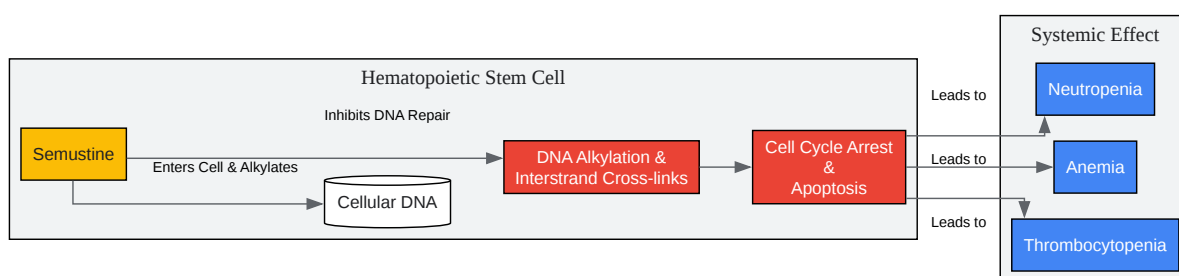 Systemic Effect
Hematopoietic Stem Cell
Neutropenia
Leads to
Inhibits DNA Repair
Semustine
Enters Cell & Alkylates
DNA Alkylation &
Interstrand Cross-links
Cell Cycle Arrest
&
Apoptosis
Leads to
Anemia
Cellular DNA
Leads to
Thrombocytopenia